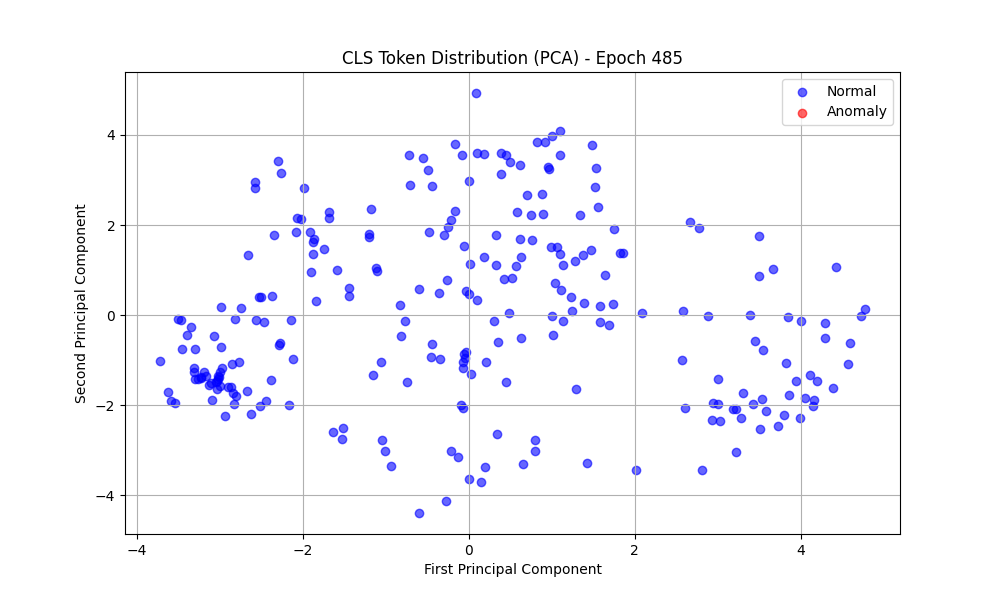 CLS Token Distribution (PCA) - Epoch 485
Normal
Anomaly
4
2
0
−2
−4
Second Principal Component
−4
−2
0
2
4
First Principal Component